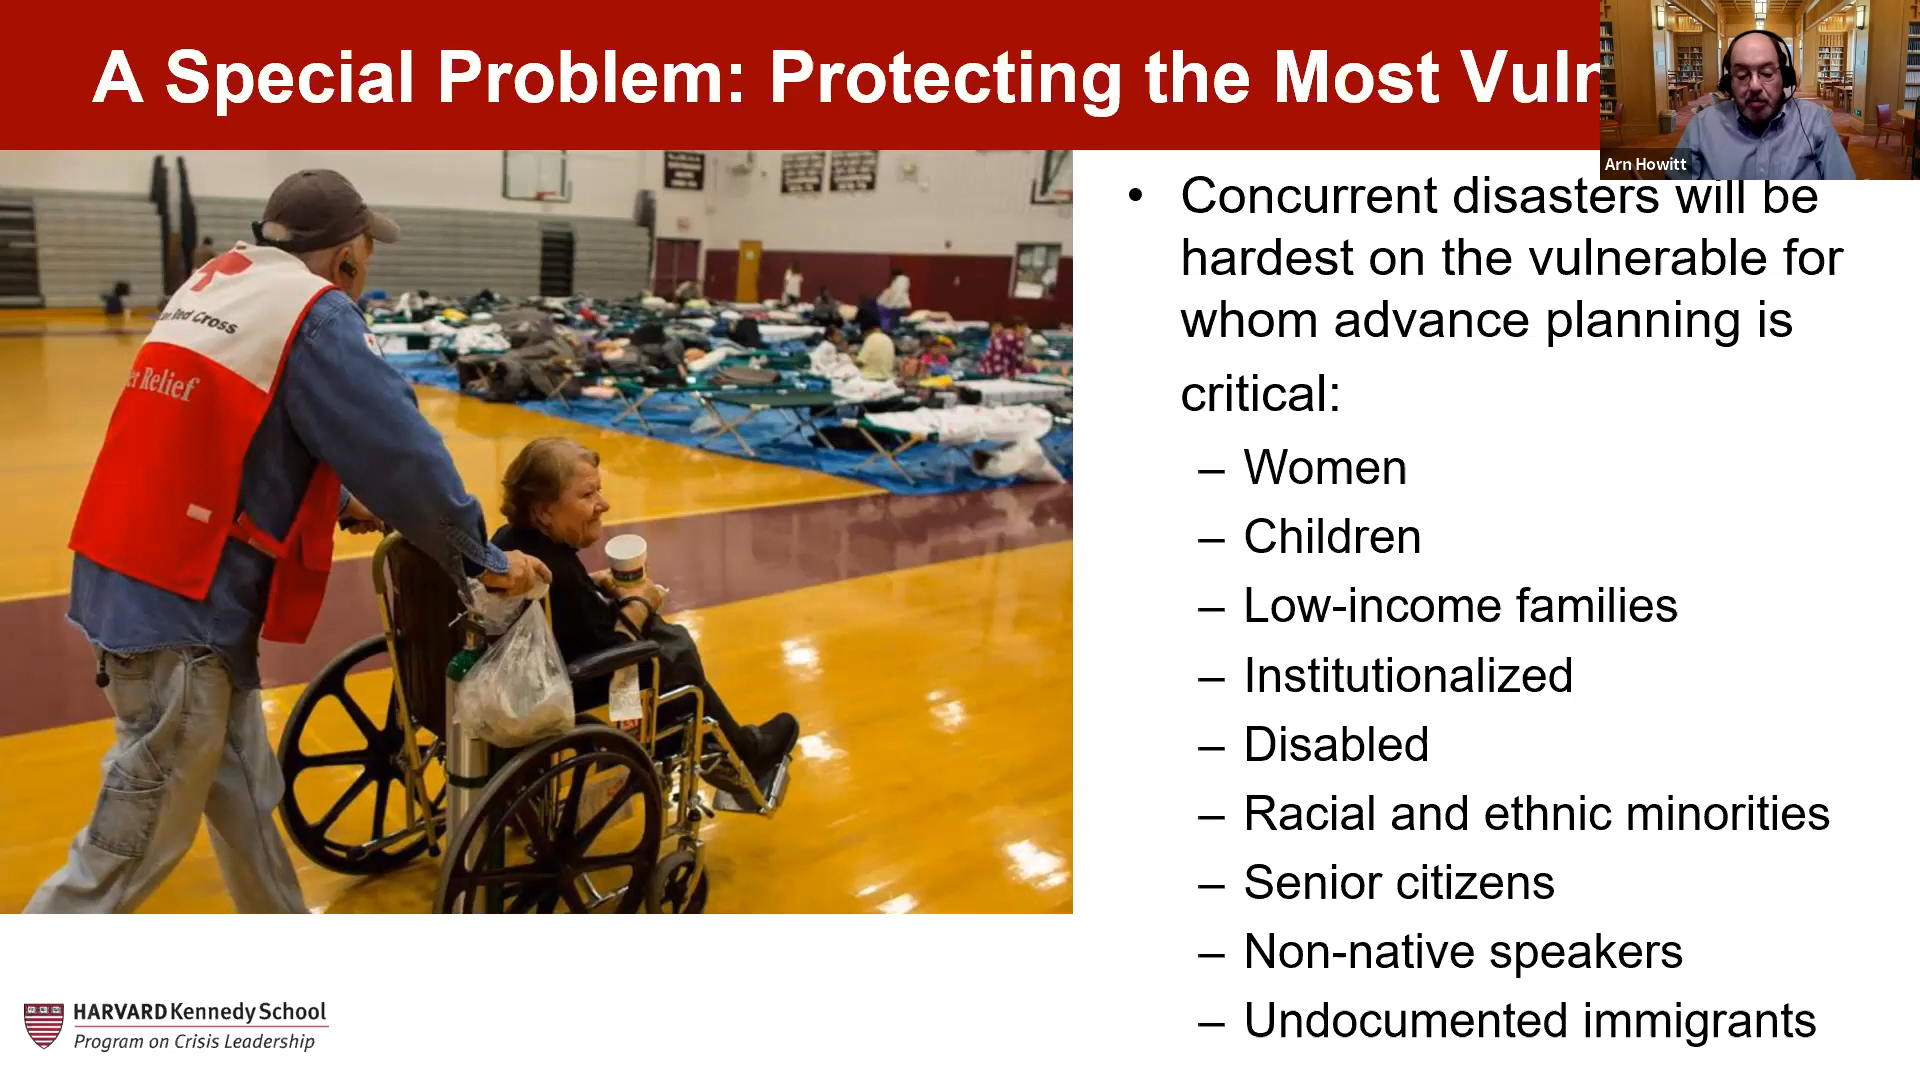 A Special Problem: Protecting the Most Vuln
Arn Howitt
Red Cross
Relief
• Concurrent disasters will be
hardest on the vulnerable for
whom advance planning is
critical:
– Women
– Children
– Low-income families
– Institutionalized
– Disabled
– Racial and ethnic minorities
– Senior citizens
– Non-native speakers
– Undocumented immigrants
HARVARD Kennedy School
Program on Crisis Leadership